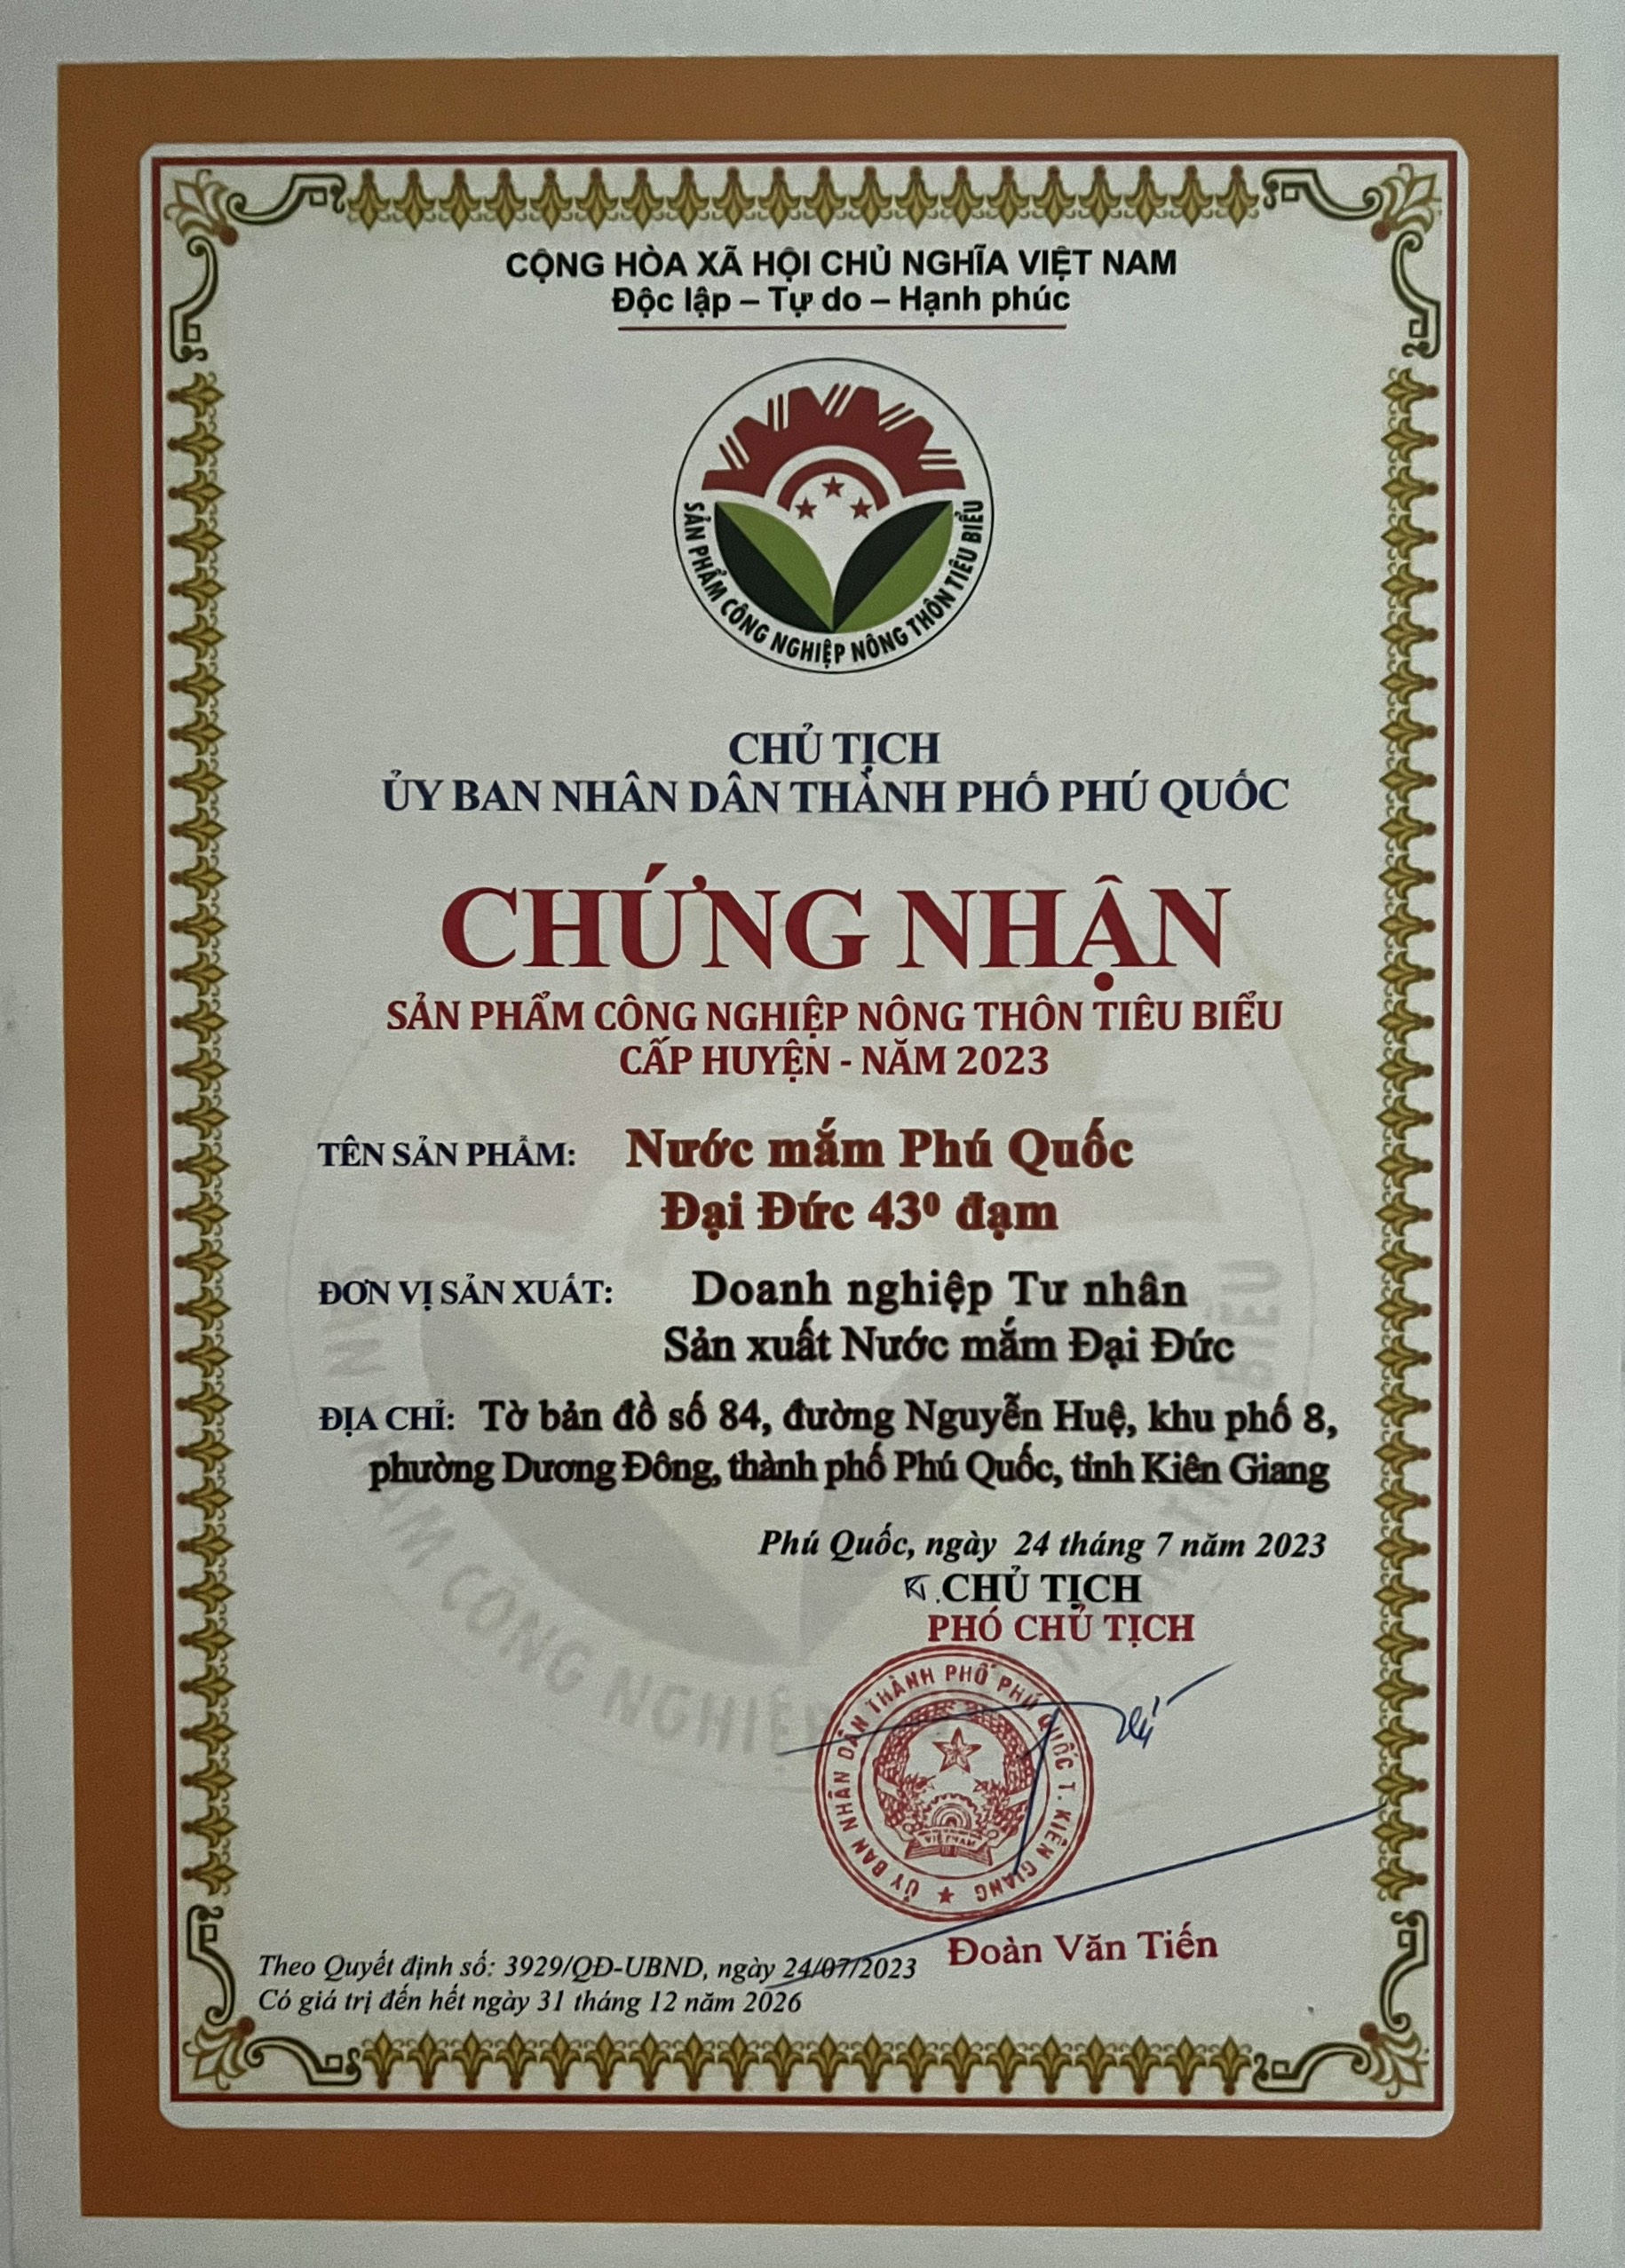 CỘNG HÒA XÃ HỘI CHỦ NGHĨA VIỆT NAM
Độc lập – Tự do – Hạnh phúc
SẢN PHẨM CÔNG NGHIỆP NÔNG THÔN TIÊU BIỂU
CHỦ TỊCH
ỦY BAN NHÂN DÂN THÀNH PHỐ PHÚ QUỐC
CHỨNG NHẬN
SẢN PHẨM CÔNG NGHIỆP NÔNG THÔN TIÊU BIỂU
CẤP HUYỆN - NĂM 2023
TÊN SẢN PHẨM: Nước mắm Phú Quốc
Đại Đức 43⁰ đạm
ĐƠN VỊ SẢN XUẤT: Doanh nghiệp Tư nhân
Sản xuất Nước mắm Đại Đức
ĐỊA CHỈ: Tờ bản đồ số 84, đường Nguyễn Huệ, khu phố 8,
phường Dương Đông, thành phố Phú Quốc, tỉnh Kiên Giang
Phú Quốc, ngày 24 tháng 7 năm 2023
KT.CHỦ TỊCH
PHÓ CHỦ TỊCH
ỦY BAN NHÂN DÂN THÀNH PHỐ PHÚ QUỐC T. KIÊN GIANG
VIỆT NAM
Đoàn Văn Tiến
Theo Quyết định số: 3929/QĐ-UBND, ngày 24/07/2023
Có giá trị đến hết ngày 31 tháng 12 năm 2026